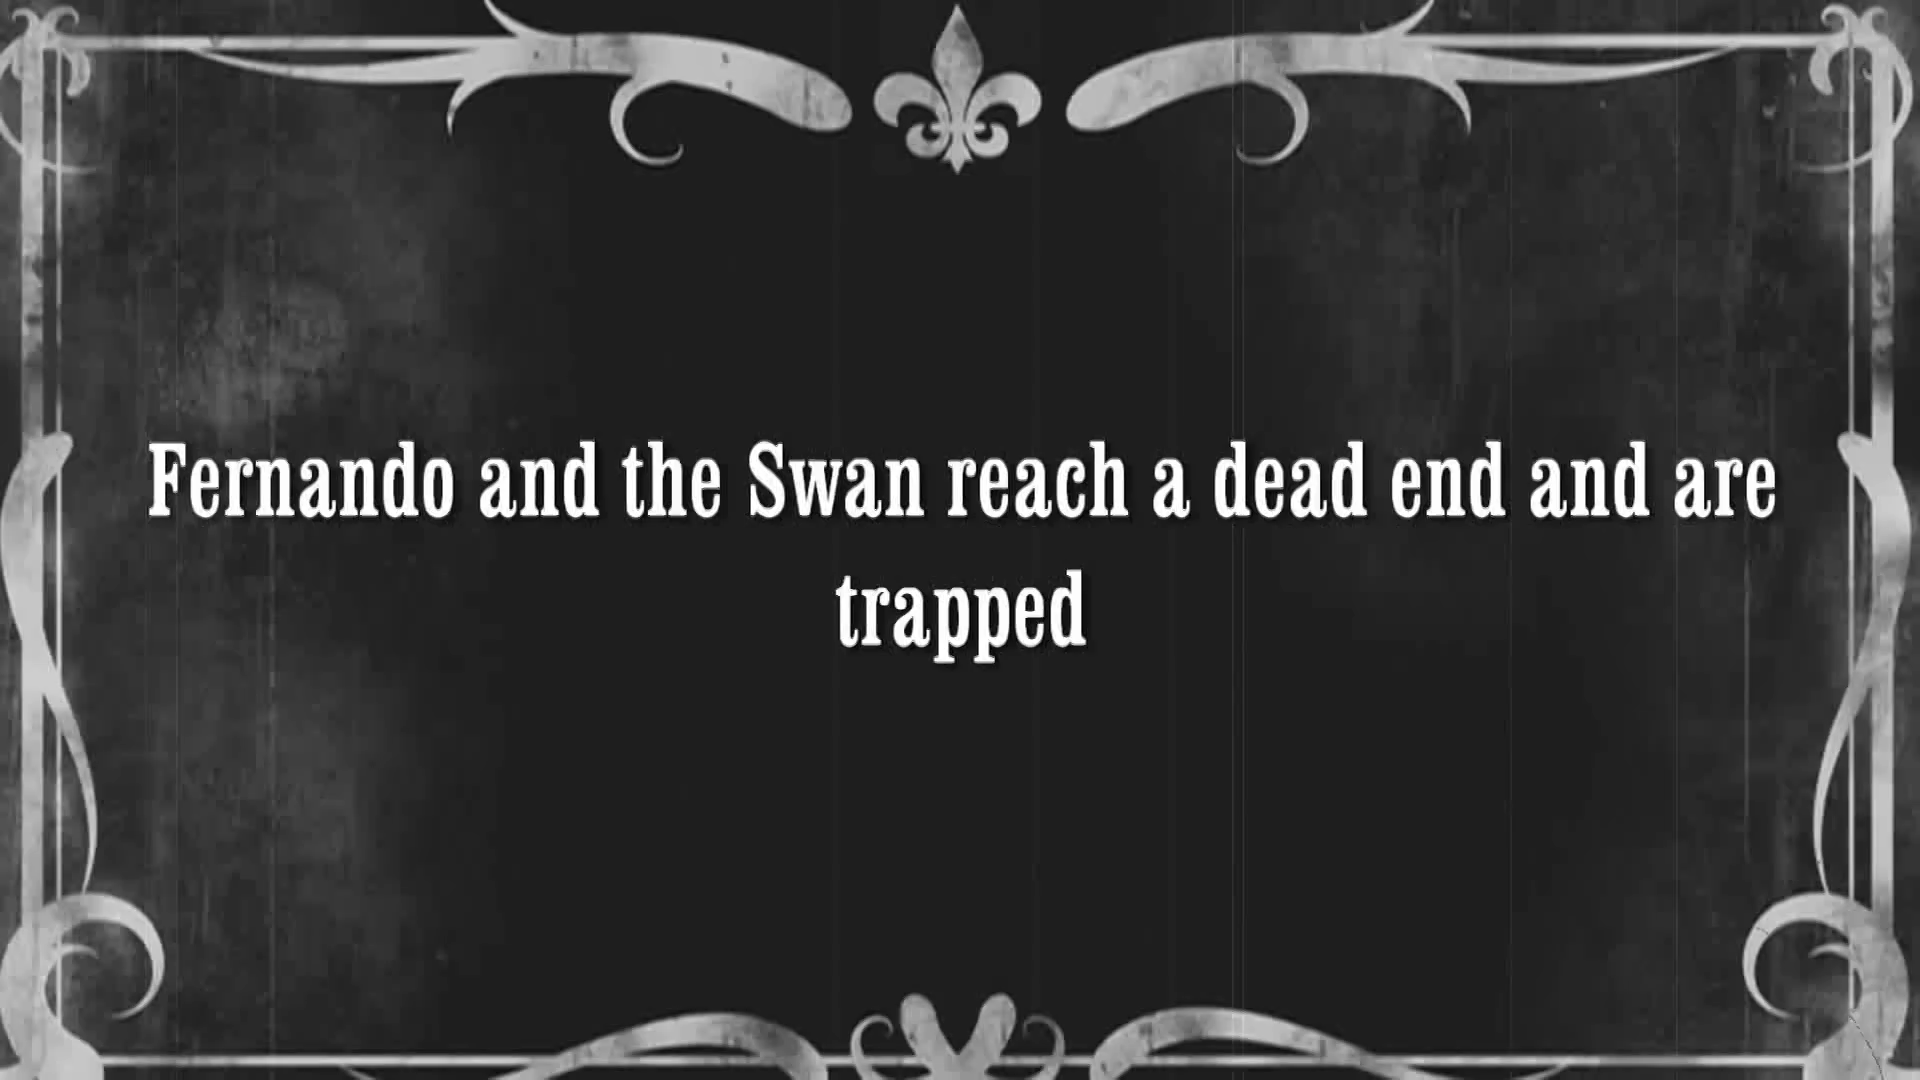 Fernando and the Swan reach a dead end and are
trapped